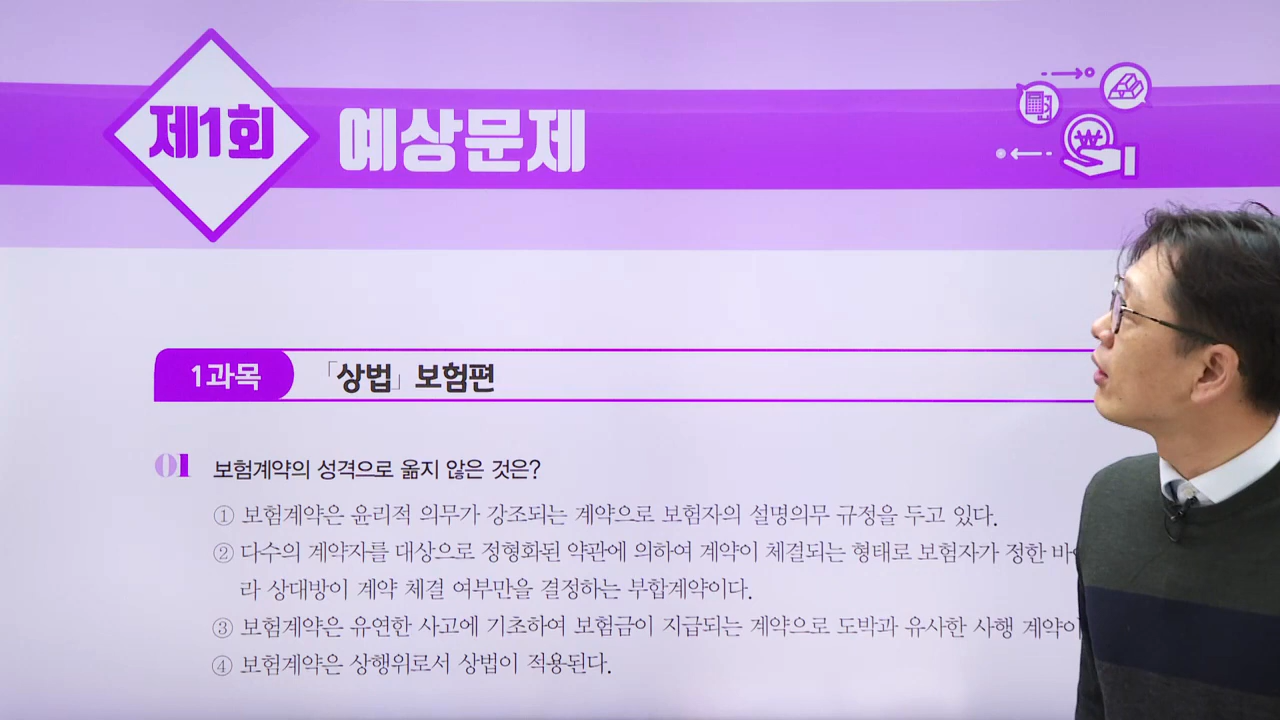 제1회 예상문제
1과목 「상법」 보험편
01 보험계약의 성격으로 옳지 않은 것은?
① 보험계약은 윤리적 의무가 강조되는 계약으로 보험자의 설명의무 규정을 두고 있다.
② 다수의 계약자를 대상으로 정형화된 약관에 의하여 계약이 체결되는 형태로 보험자가 정한
라 상대방이 계약 체결 여부만을 결정하는 부합계약이다.
③ 보험계약은 유연한 사고에 기초하여 보험금이 지급되는 계약으로 도박과 유사한 사행
④ 보험계약은 상행위로서 상법이 적용된다.